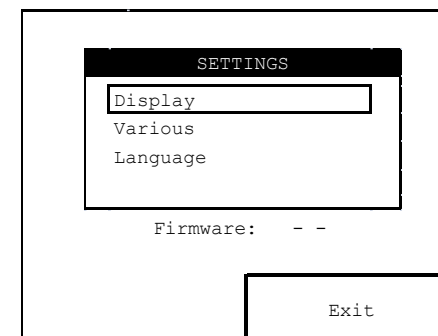 SETTINGS
Display
Various
Language
Firmware: - -
Exit